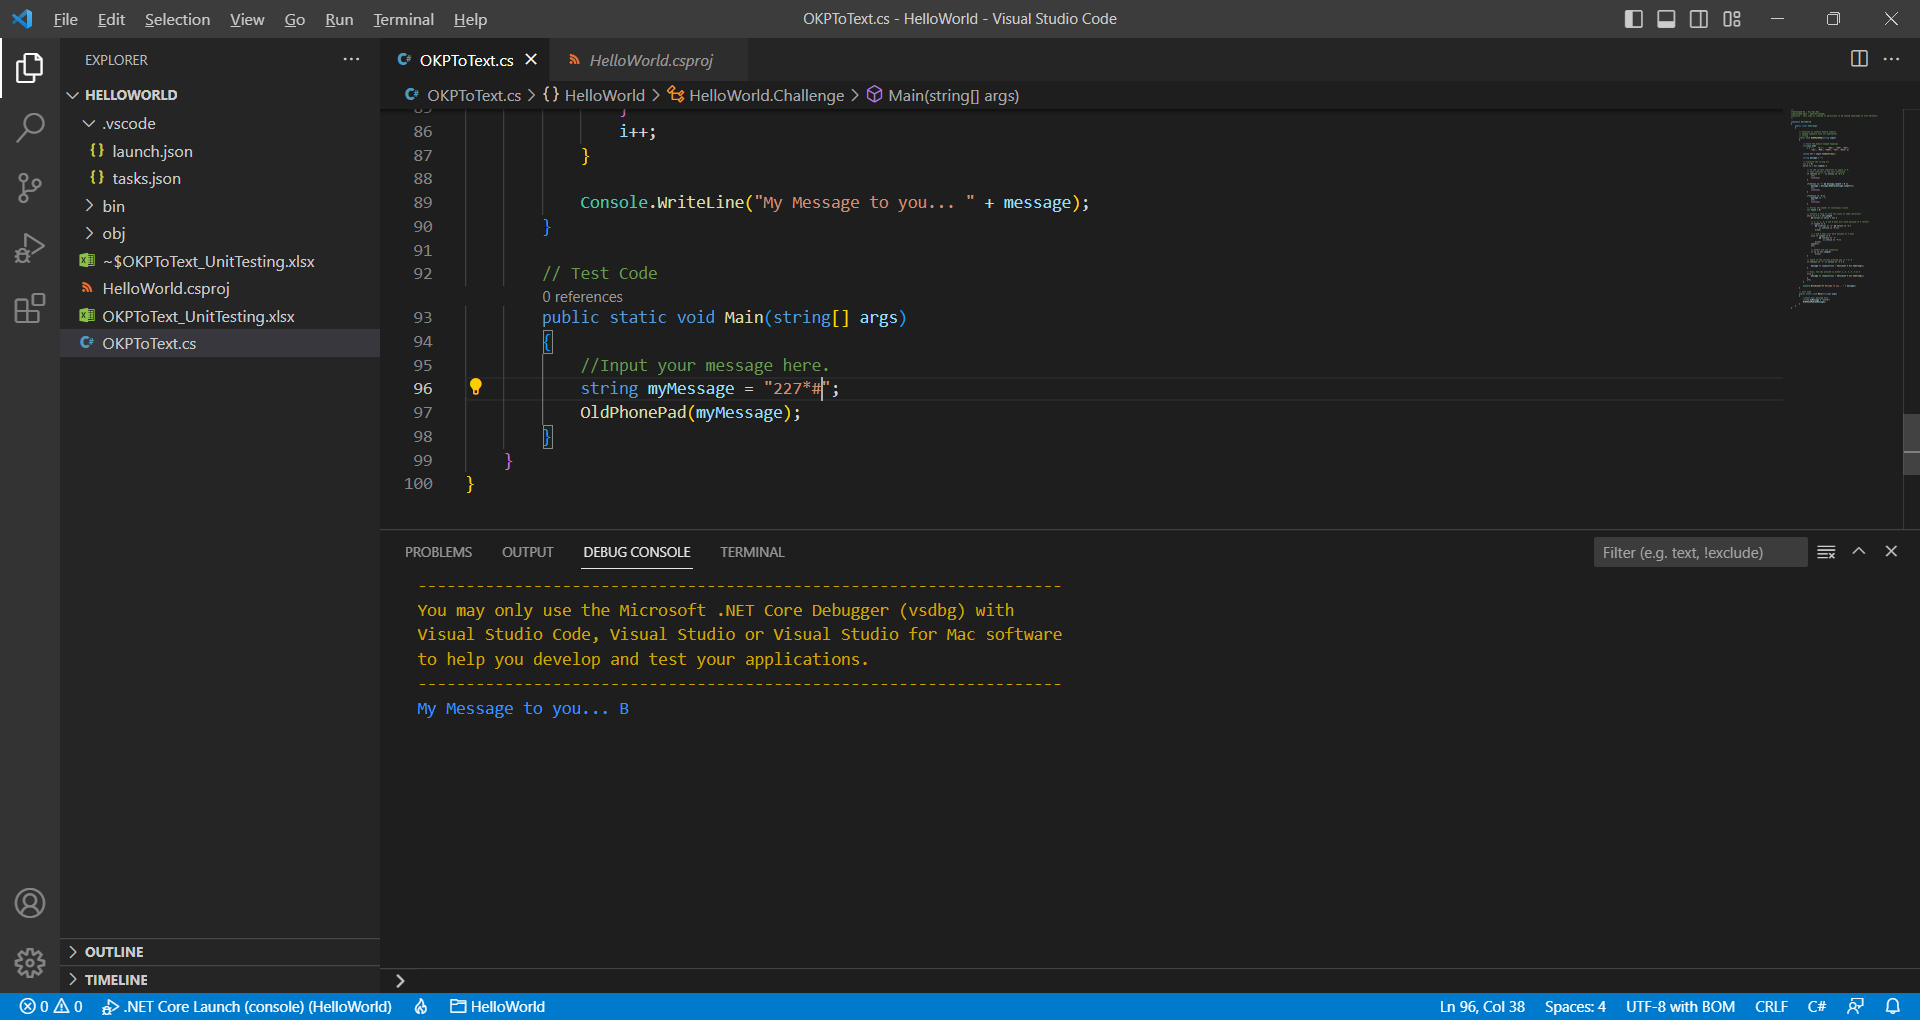 File Edit Selection View Go Run Terminal Help
OKPToText.cs - HelloWorld - Visual Studio Code
EXPLORER
HELLOWORLD
.vscode
{} launch.json
{} tasks.json
bin
obj
~$OKPToText_UnitTesting.xlsx
HelloWorld.csproj
OKPToText_UnitTesting.xlsx
C# OKPToText.cs
OUTLINE
TIMELINE
C# OKPToText.cs
HelloWorld.csproj
C# OKPToText.cs > {} HelloWorld > HelloWorld.Challenge > Main(string[] args)
85 }
86 i++;
87 }
88
89 Console.WriteLine("My Message to you... " + message);
90 }
91
92 // Test Code
0 references
93 public static void Main(string[] args)
94 {
95 //Input your message here.
96 string myMessage = "227*#";
97 OldPhonePad(myMessage);
98 }
99 }
100 }
PROBLEMS OUTPUT DEBUG CONSOLE TERMINAL
Filter (e.g. text, !exclude)
-------------------------------------------------------------------
You may only use the Microsoft .NET Core Debugger (vsdbg) with
Visual Studio Code, Visual Studio or Visual Studio for Mac software
to help you develop and test your applications.
-------------------------------------------------------------------
My Message to you... B
>
0 0 .NET Core Launch (console) (HelloWorld) HelloWorld
Ln 96, Col 38 Spaces: 4 UTF-8 with BOM CRLF C#